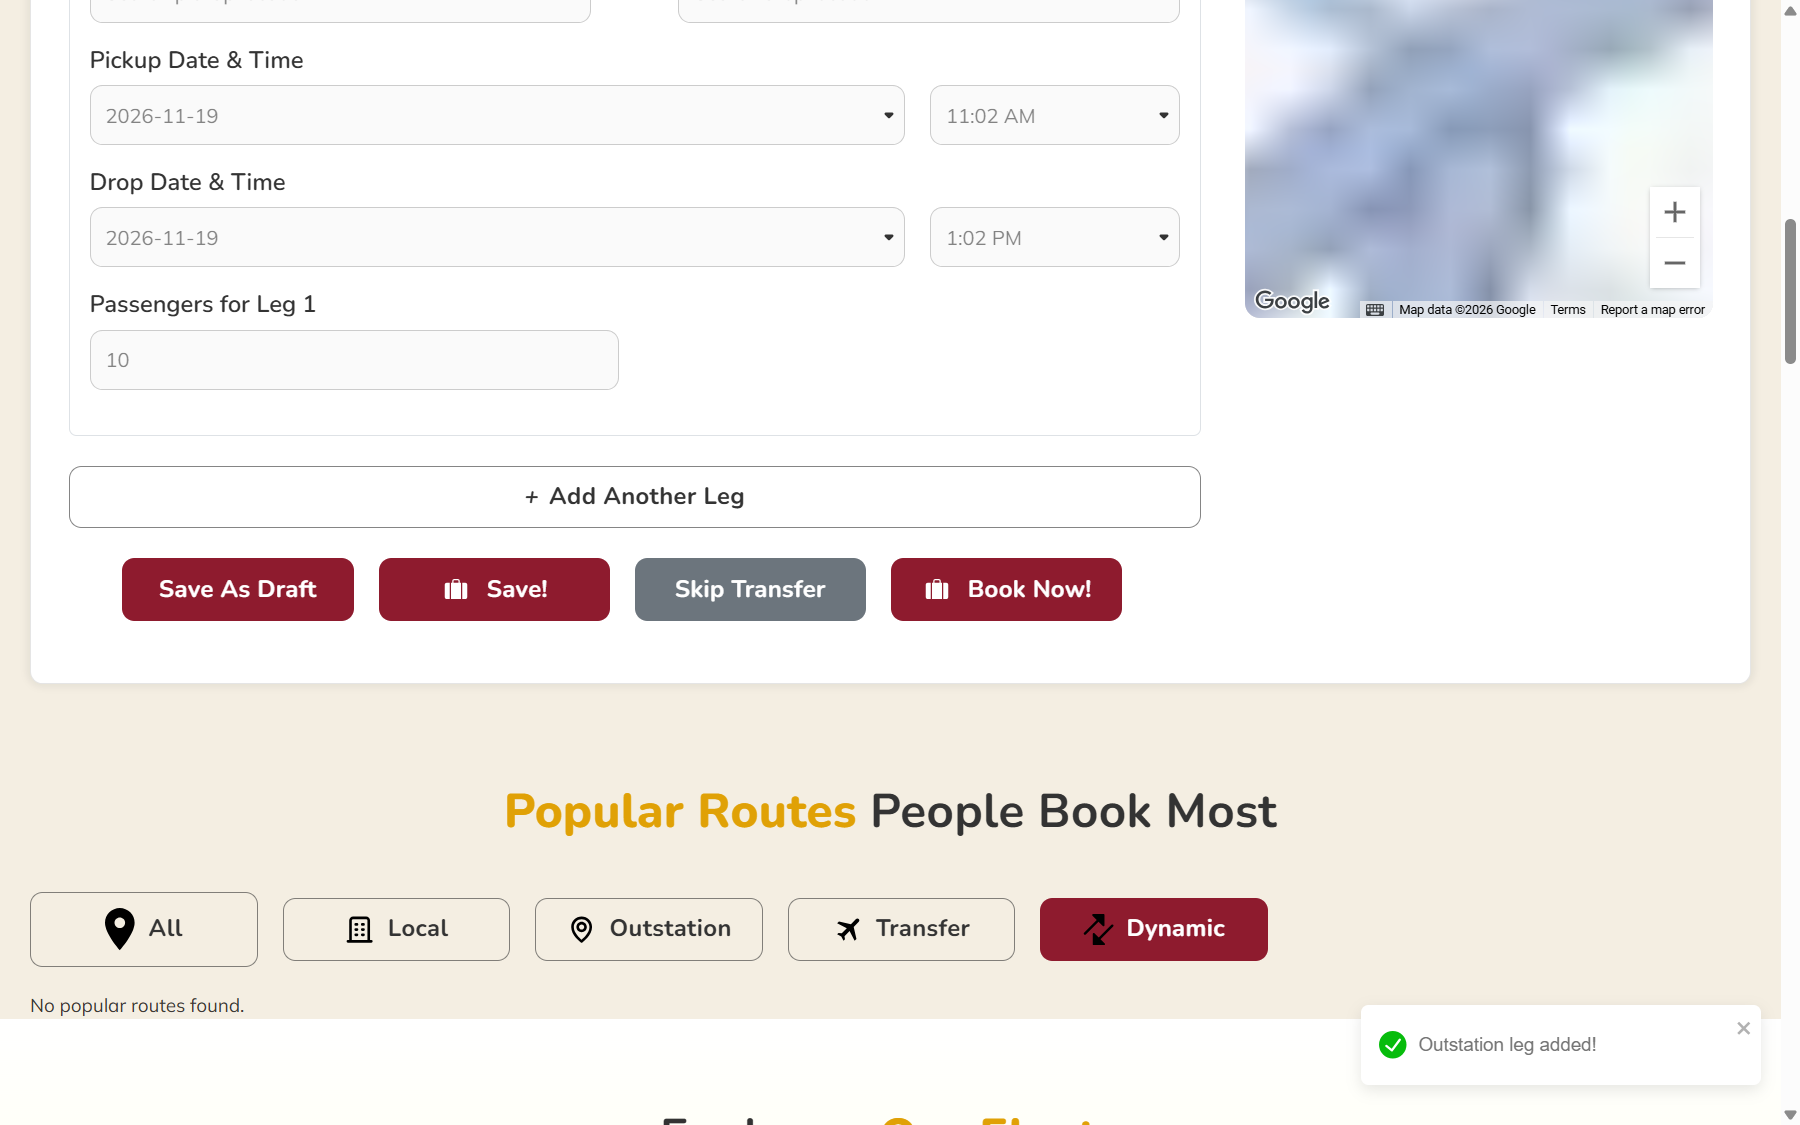 Pickup Date & Time
2026-11-19
11:02 AM
Drop Date & Time
2026-11-19
1:02 PM
Passengers for Leg 1
10
+ Add Another Leg
Save As Draft
Save!
Skip Transfer
Book Now!
Google
Map data ©2026 Google
Terms
Report a map error
Popular Routes People Book Most
All
Local
Outstation
Transfer
Dynamic
No popular routes found.
Outstation leg added!